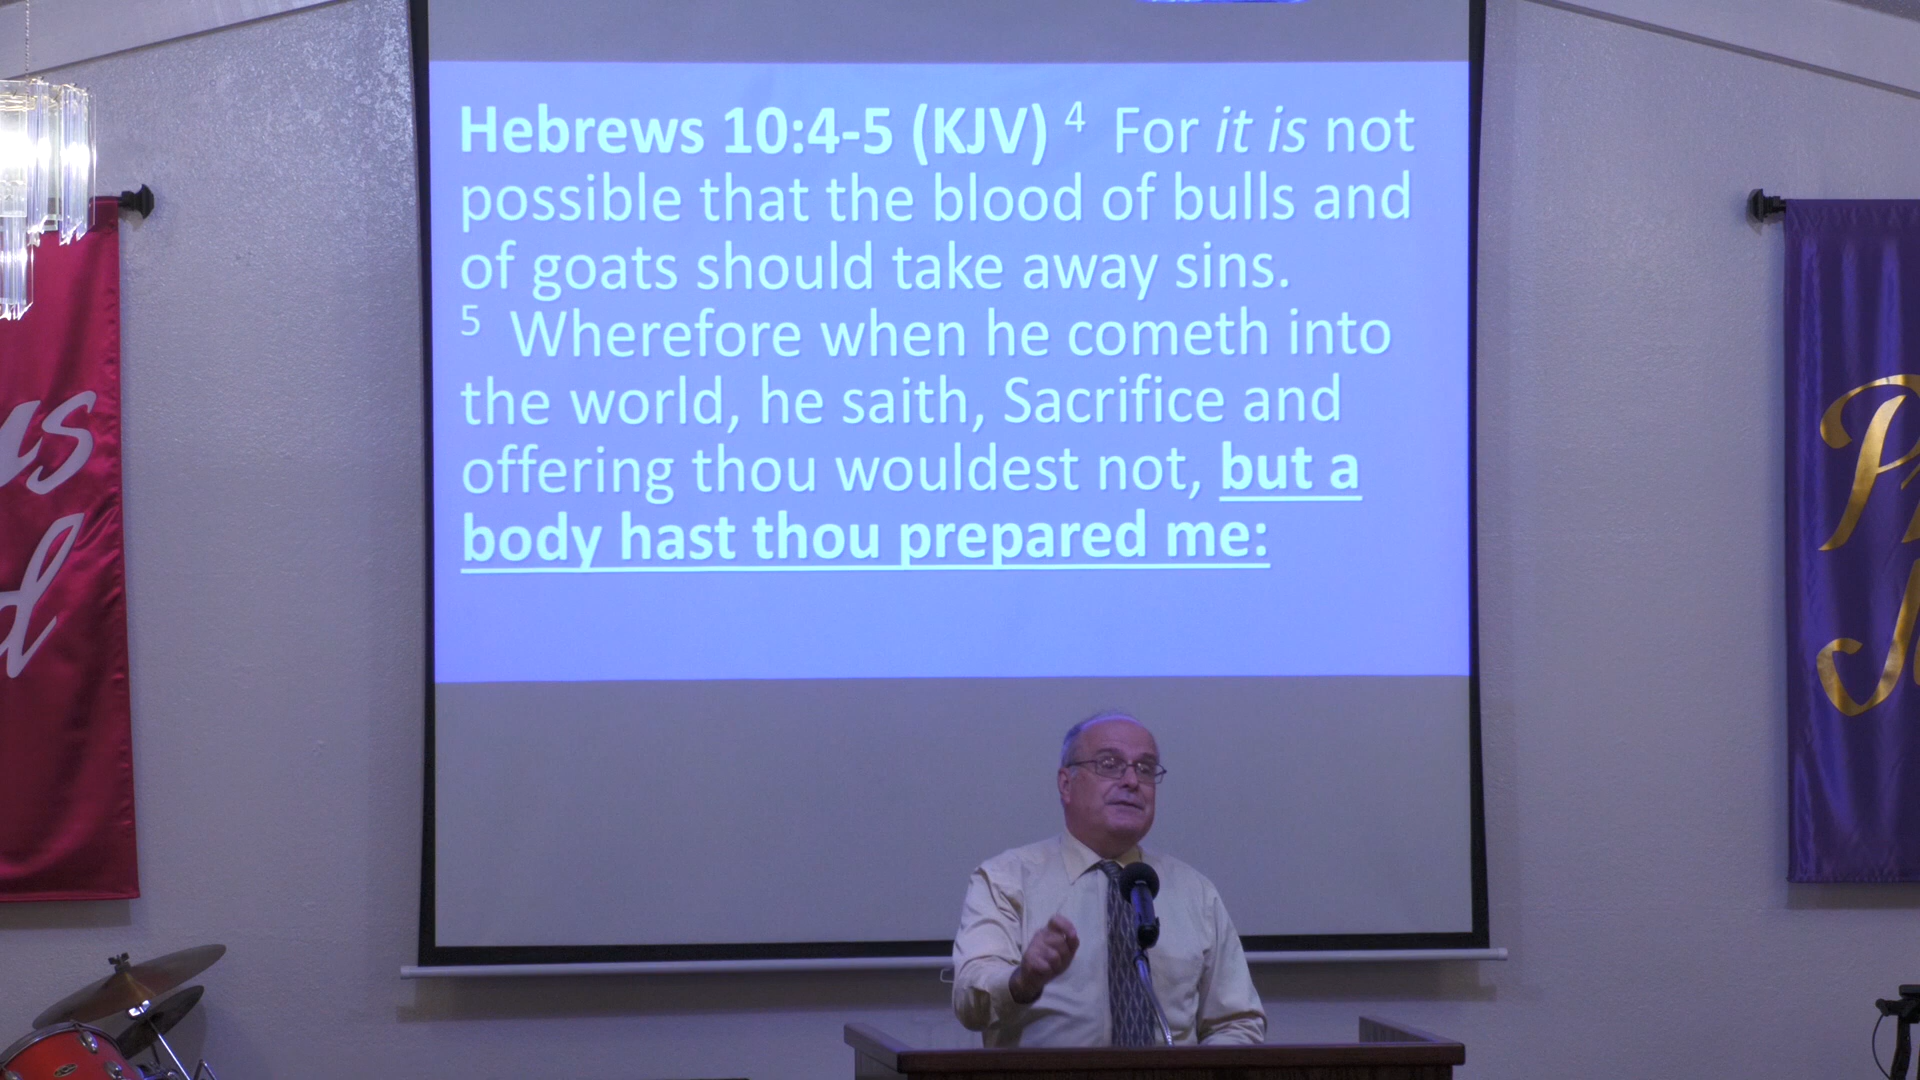 Hebrews 10:4-5 (KJV) 4 For it is not
possible that the blood of bulls and
of goats should take away sins.
5 Wherefore when he cometh into
the world, he saith, Sacrifice and
offering thou wouldest not, but a
body hast thou prepared me:
us
d